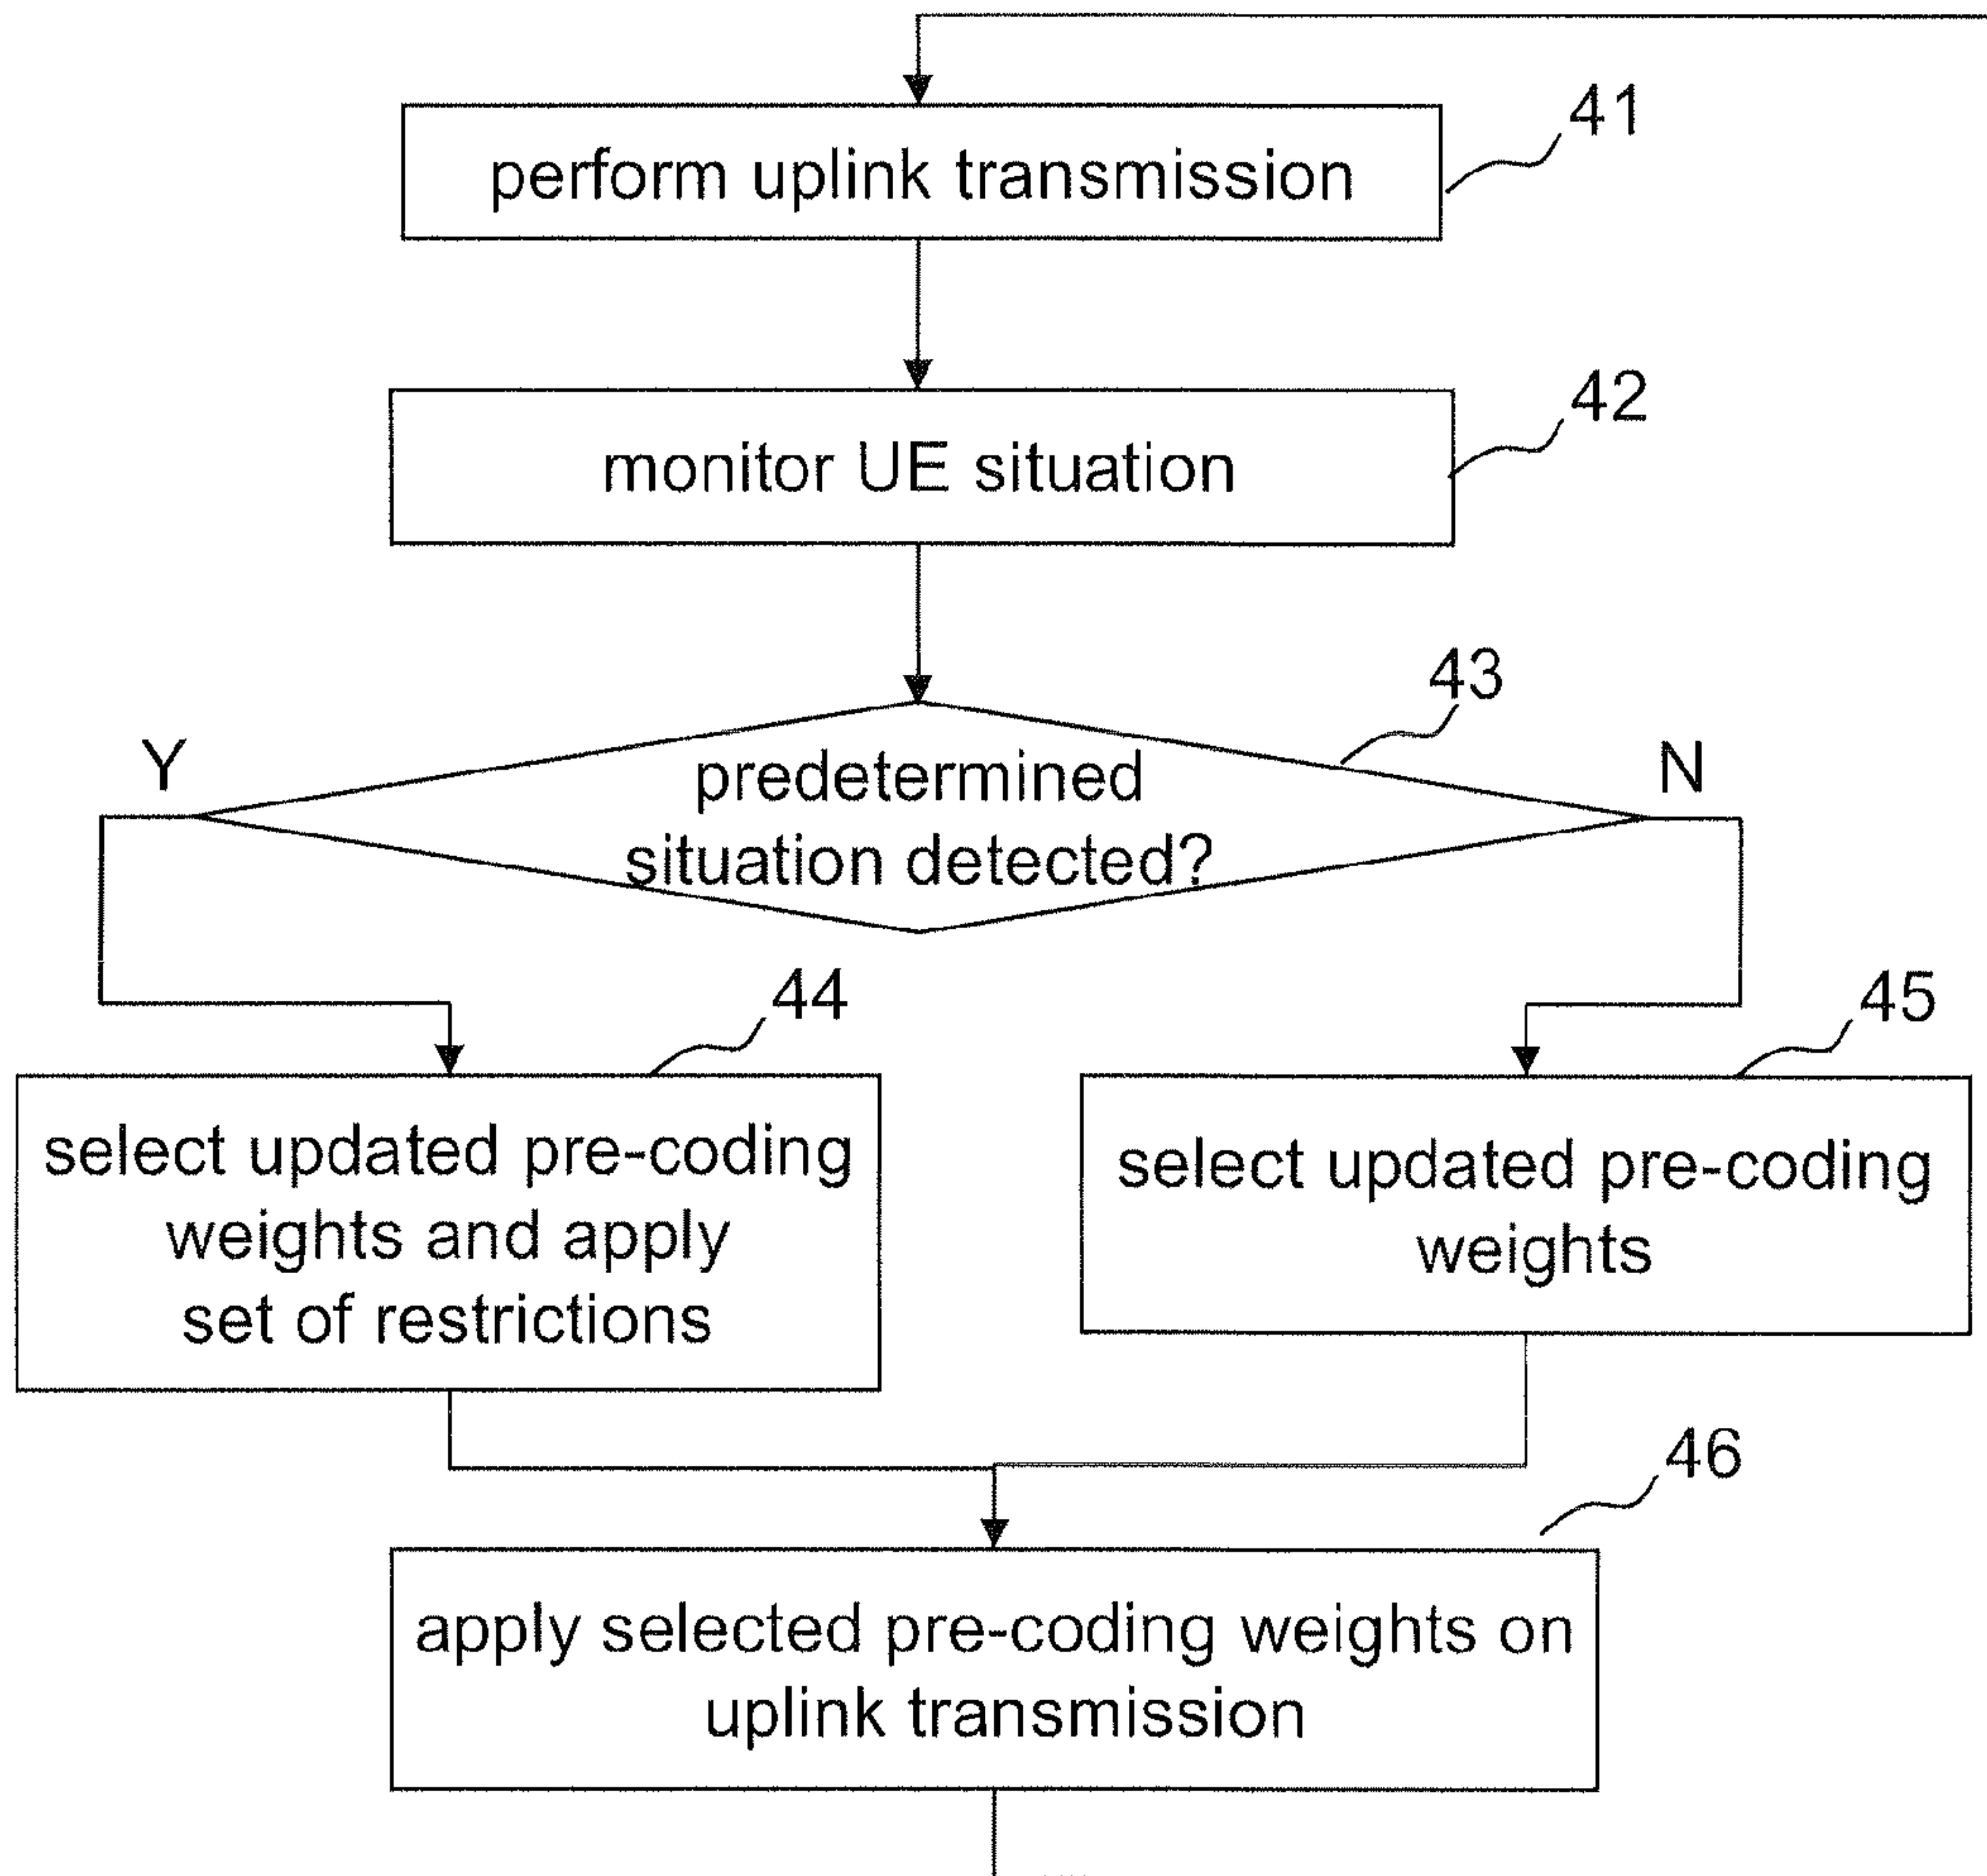 41
perform uplink transmission
42
monitor UE situation
43
Y
N
predetermined
situation detected?
44
45
select updated pre-coding
weights and apply
set of restrictions
select updated pre-coding
weights
46
apply selected pre-coding weights on
uplink transmission